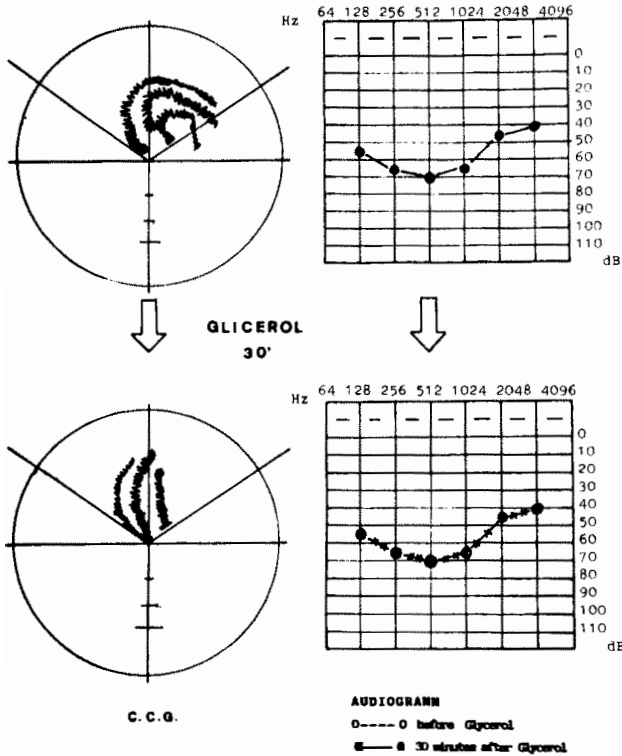 Hz 64 128 256 512 1024 2048 4096
0
10
20
30
40
50
60
70
80
90
100
110
dB
GLICEROL
30'
Hz 64 128 256 512 1024 2048 4096
0
10
20
30
40
50
60
70
80
90
100
110
dB
C.C.G.
AUDIOGRAMM
O----O before Glycerol
30 minutes after Glycerol